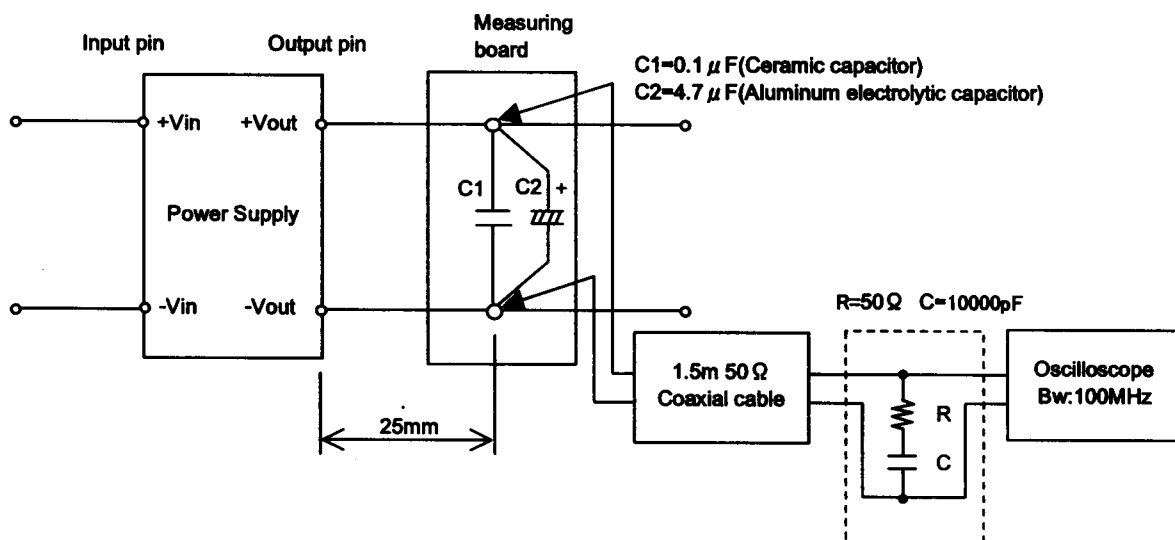 Measuring
board
Input pin
Output pin
C1=0.1 μF(Ceramic capacitor)
C2=4.7 μF(Aluminum electrolytic capacitor)
+Vin
+Vout
C1
C2
+
Power Supply
-Vin
-Vout
R=50Ω C=10000pF
1.5m 50Ω
Coaxial cable
Oscilloscope
Bw:100MHz
R
25mm
C